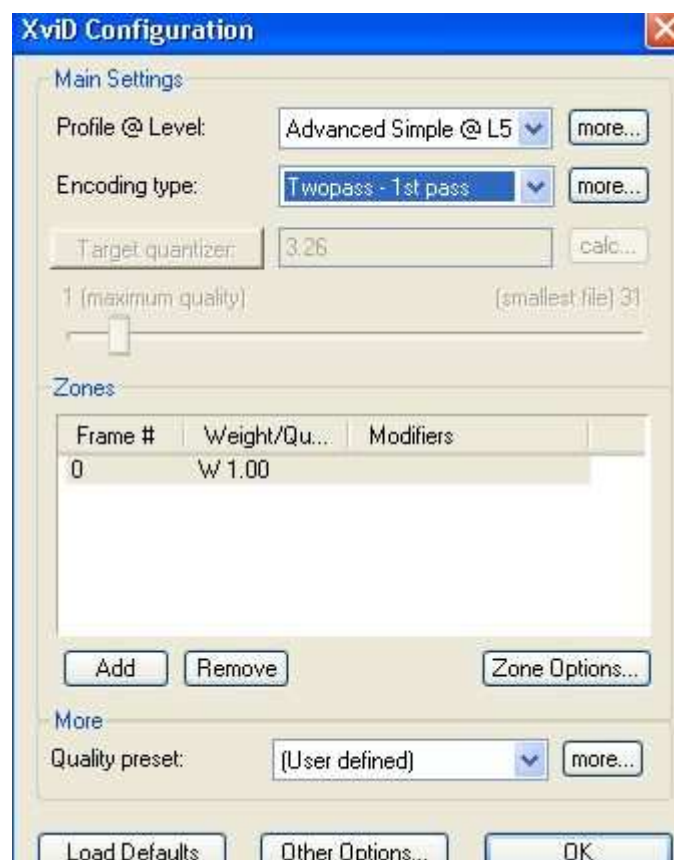 XviD Configuration
Main Settings
Profile @ Level: Advanced Simple @ L5 more...
Encoding type: Twopass - 1st pass more...
Target quantizer: 3.26 calc...
1 (maximum quality) (smallest file) 31
Zones
Frame # Weight/Qu... Modifiers
0 W 1.00
Add Remove Zone Options...
More
Quality preset: (User defined) more...
Load Defaults Other Options... OK